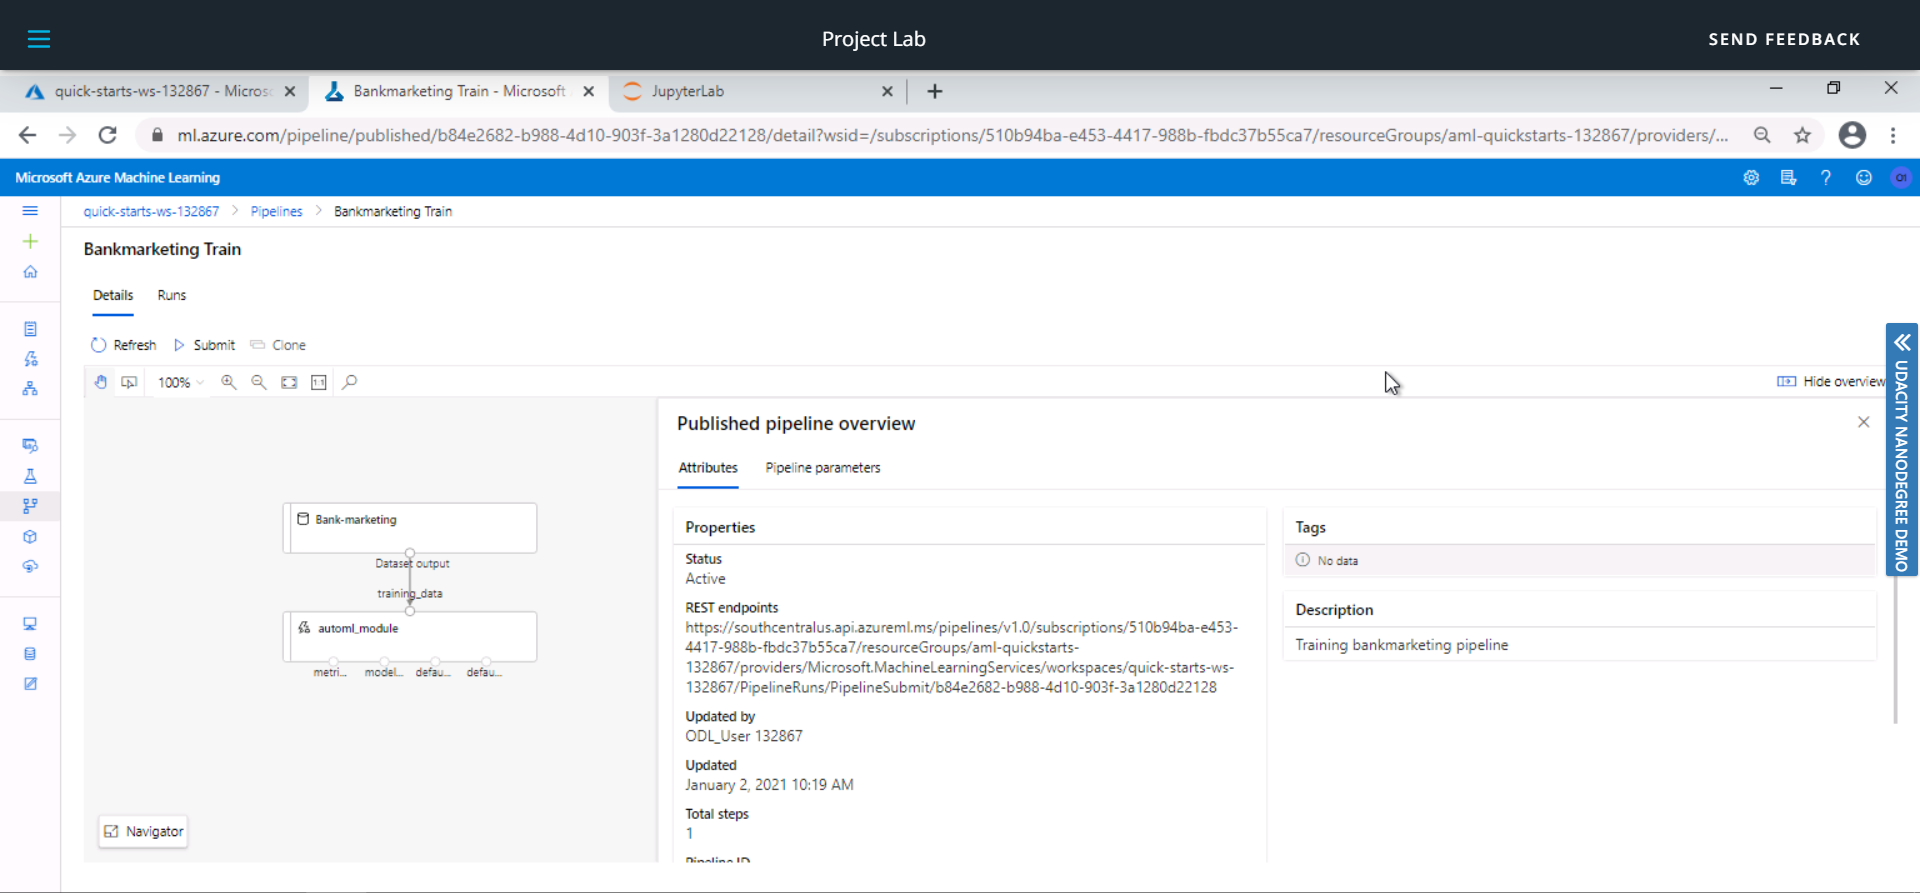 Project Lab
SEND FEEDBACK
quick-starts-ws-132867 - Micros
Bankmarketing Train - Microsoft
JupyterLab
ml.azure.com/pipeline/published/b84e2682-b988-4d10-903f-3a1280d22128/detail?wsid=/subscriptions/510b94ba-e453-4417-988b-fbdc37b55ca7/resourceGroups/aml-quickstarts-132867/providers/...
Microsoft Azure Machine Learning
O1
quick-starts-ws-132867 > Pipelines > Bankmarketing Train
Bankmarketing Train
Details
Runs
Refresh
Submit
Clone
100%
1:1
Hide overview
UDACITY NANODEGREE DEMO
Bank-marketing
Dataset output
training_data
automl_module
metri...
model...
defau...
defau...
Navigator
Published pipeline overview
Attributes
Pipeline parameters
Properties
Status
Active
REST endpoints
https://southcentralus.api.azureml.ms/pipelines/v1.0/subscriptions/510b94ba-e453-
4417-988b-fbdc37b55ca7/resourceGroups/aml-quickstarts-
132867/providers/Microsoft.MachineLearningServices/workspaces/quick-starts-ws-
132867/PipelineRuns/PipelineSubmit/b84e2682-b988-4d10-903f-3a1280d22128
Updated by
ODL_User 132867
Updated
January 2, 2021 10:19 AM
Total steps
1
Pipeline ID
Tags
No data
Description
Training bankmarketing pipeline